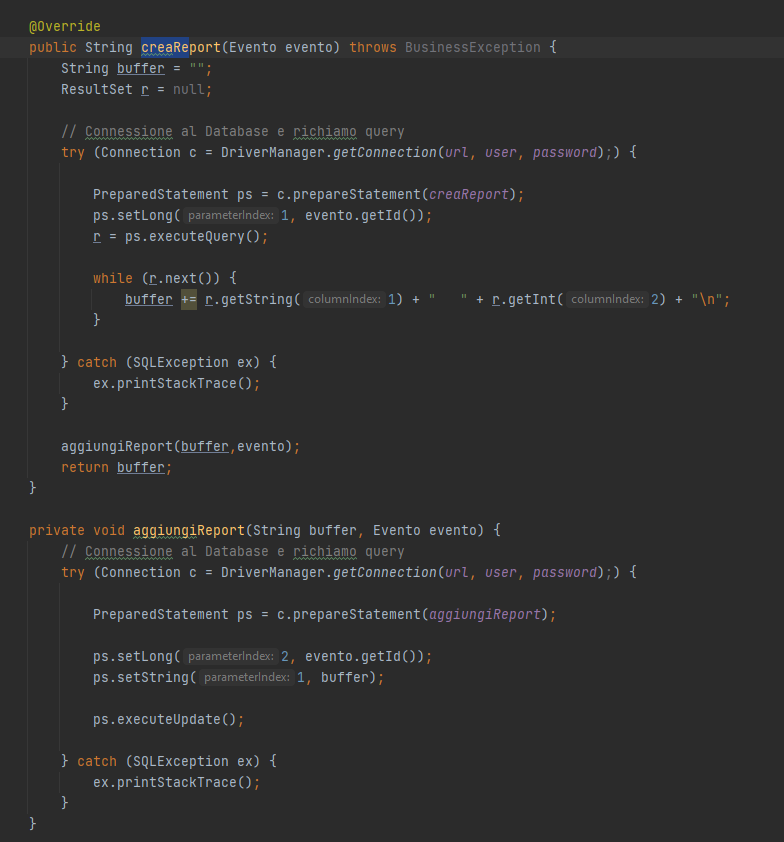 @Override
public String creaReport(Evento evento) throws BusinessException {
String buffer = "";
ResultSet r = null;
// Connessione al Database e richiamo query
try (Connection c = DriverManager.getConnection(url, user, password);) {
PreparedStatement ps = c.prepareStatement(creaReport);
ps.setLong( parameterIndex: 1, evento.getId());
r = ps.executeQuery();
while (r.next()) {
buffer += r.getString( columnIndex: 1) + "   " + r.getInt( columnIndex: 2) + "\n";
}
} catch (SQLException ex) {
ex.printStackTrace();
}
aggiungiReport(buffer,evento);
return buffer;
}
private void aggiungiReport(String buffer, Evento evento) {
// Connessione al Database e richiamo query
try (Connection c = DriverManager.getConnection(url, user, password);) {
PreparedStatement ps = c.prepareStatement(aggiungiReport);
ps.setLong( parameterIndex: 2, evento.getId());
ps.setString( parameterIndex: 1, buffer);
ps.executeUpdate();
} catch (SQLException ex) {
ex.printStackTrace();
}
}